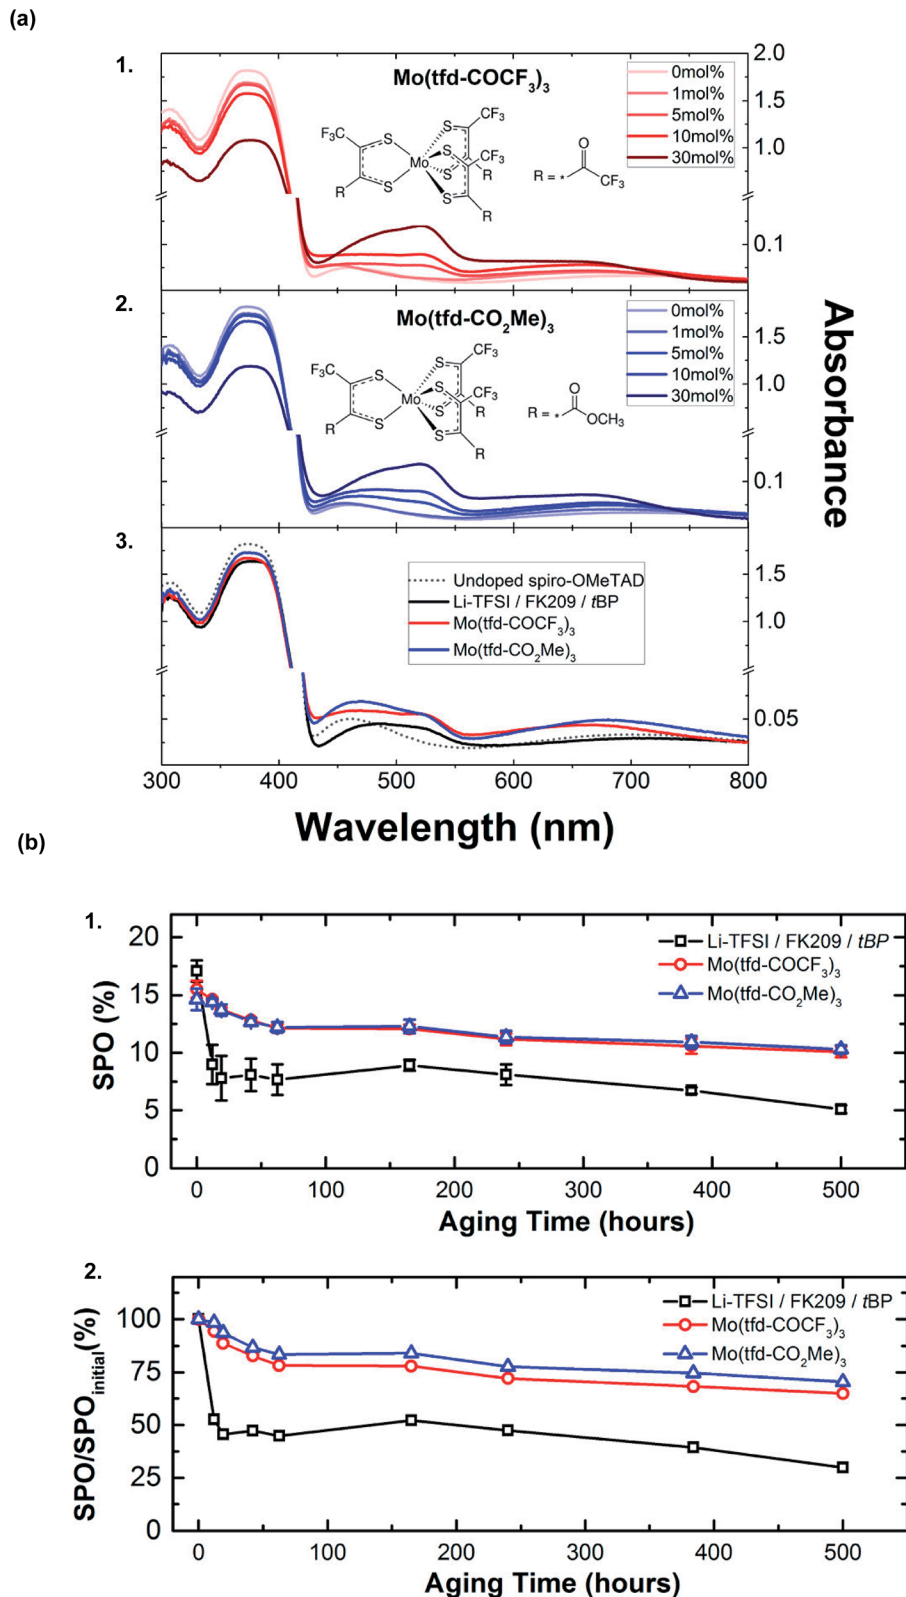 (a)
1.
Mo(tfd-COCF₃)₃
0mol%
1mol%
5mol%
10mol%
30mol%
2.0
1.5
1.0
0.1
F₃C
S
S
R
Mo
S
S
S
S
CF₃
CF₃
R
R
R =
*
O
CF₃
2.
Mo(tfd-CO₂Me)₃
0mol%
1mol%
5mol%
10mol%
30mol%
1.5
1.0
0.1
F₃C
S
S
R
Mo
S
S
S
S
CF₃
CF₃
R
R
R =
*
O
OCH₃
3.
Undoped spiro-OMeTAD
Li-TFSI / FK209 / tBP
Mo(tfd-COCF₃)₃
Mo(tfd-CO₂Me)₃
1.5
1.0
0.05
Absorbance
300 400 500 600 700 800
Wavelength (nm)
(b)
1.
20
15
10
5
0
SPO (%)
Li-TFSI / FK209 / tBP
Mo(tfd-COCF₃)₃
Mo(tfd-CO₂Me)₃
0 100 200 300 400 500
Aging Time (hours)
2.
100
75
50
25
0
SPO/SPOinitial(%)
Li-TFSI / FK209 / tBP
Mo(tfd-COCF₃)₃
Mo(tfd-CO₂Me)₃
0 100 200 300 400 500
Aging Time (hours)